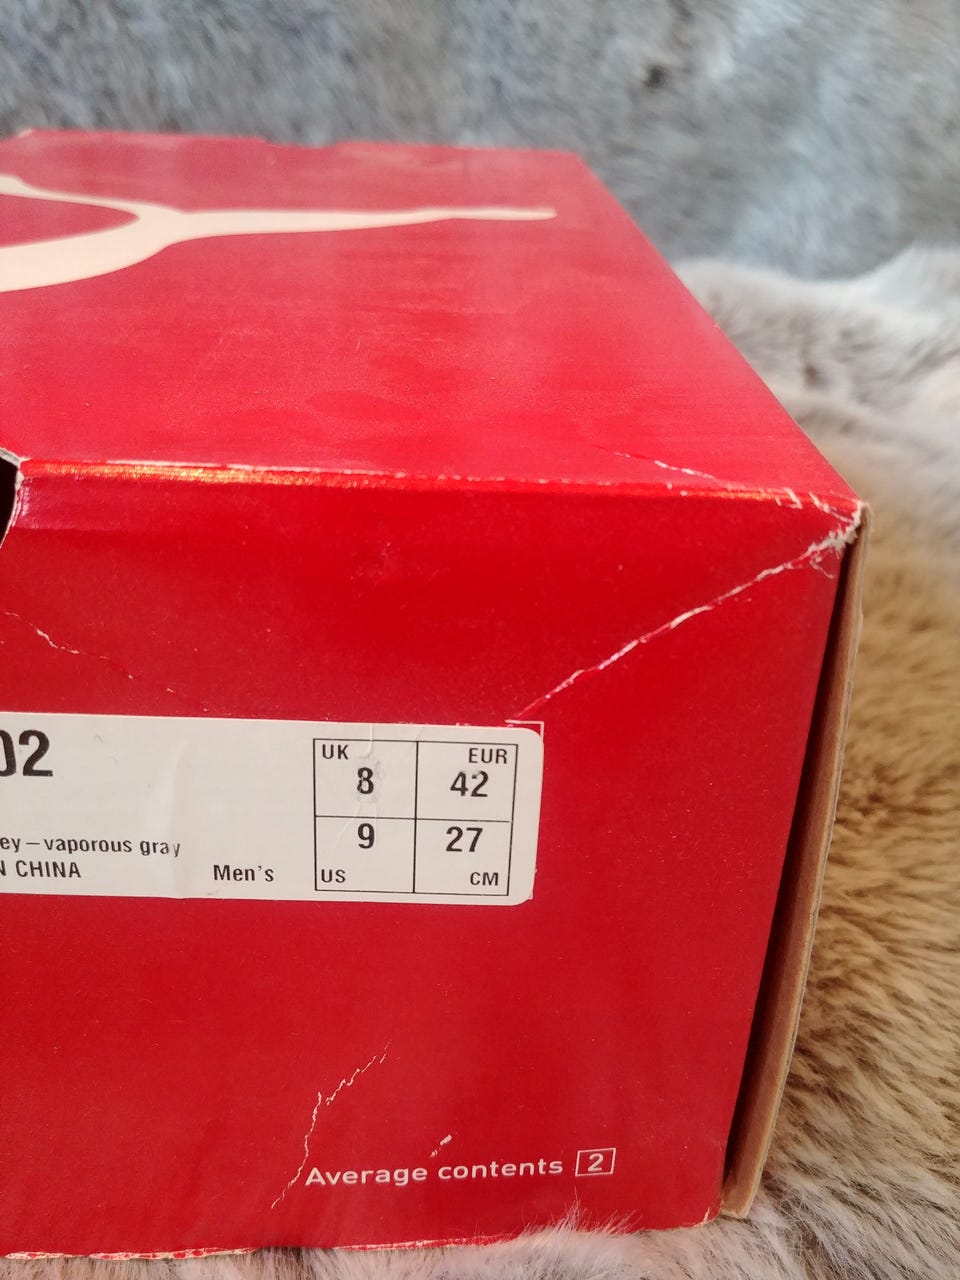 02
UK EUR
8 42
ey – vaporous gray
9 27
N CHINA Men's US CM
Average contents 2